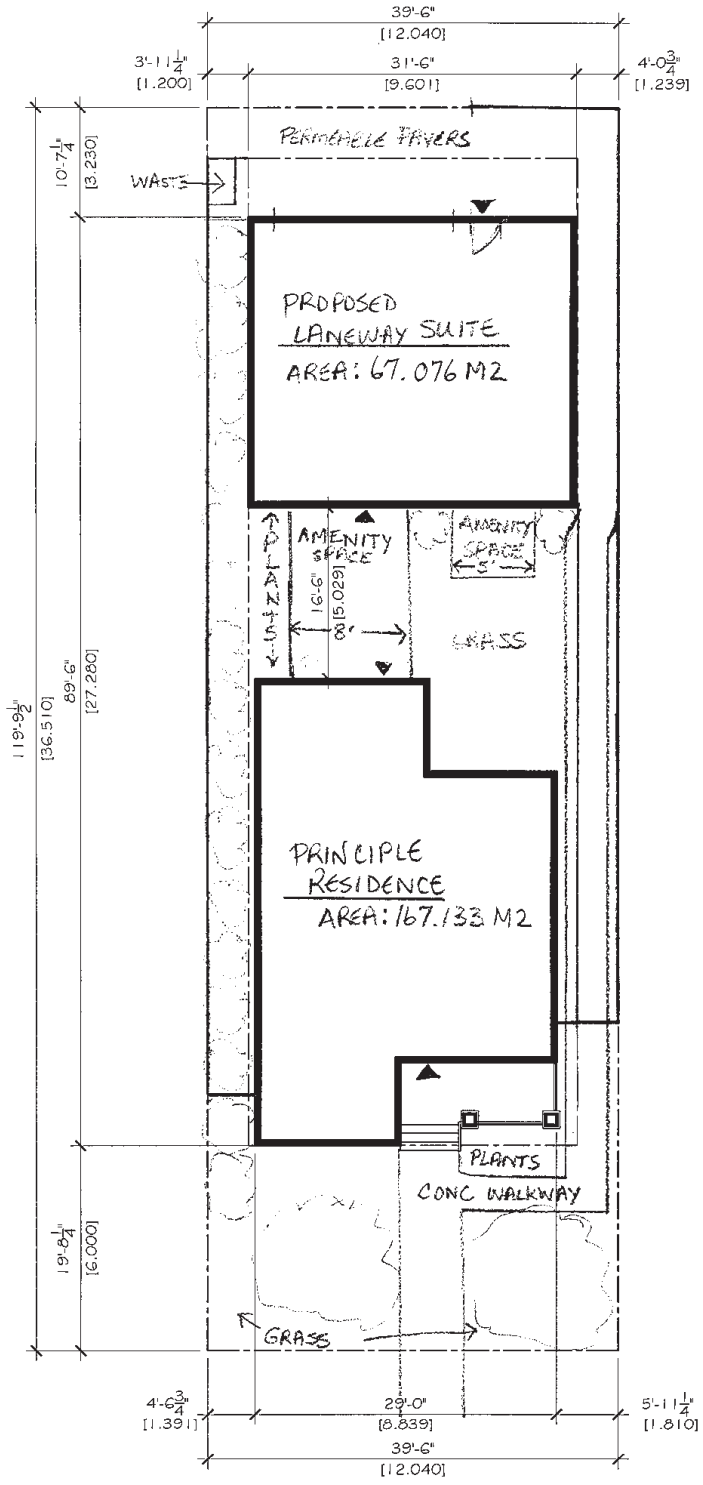 39'-6"
[12.040]
3'-11 1/4"
[1.200]
31'-6"
[9.601]
4'-0 3/4"
[1.239]
10'-7 1/4"
[3.230]
PERMEABLE PAVERS
WASTE
PROPOSED
LANEWAY SUITE
AREA: 67.076 M2
PLANTS
AMENITY
SPACE
16'-6"
[5.029]
8'
AMENITY
SPACE
5'
GRASS
119'-9 1/2"
[36.510]
89'-6"
[27.280]
PRINCIPLE
RESIDENCE
AREA: 167.133 M2
PLANTS
CONC WALKWAY
19'-8 1/4"
[6.000]
GRASS
4'-6 3/4"
[1.391]
29'-0"
[8.839]
5'-11 1/4"
[1.810]
39'-6"
[12.040]